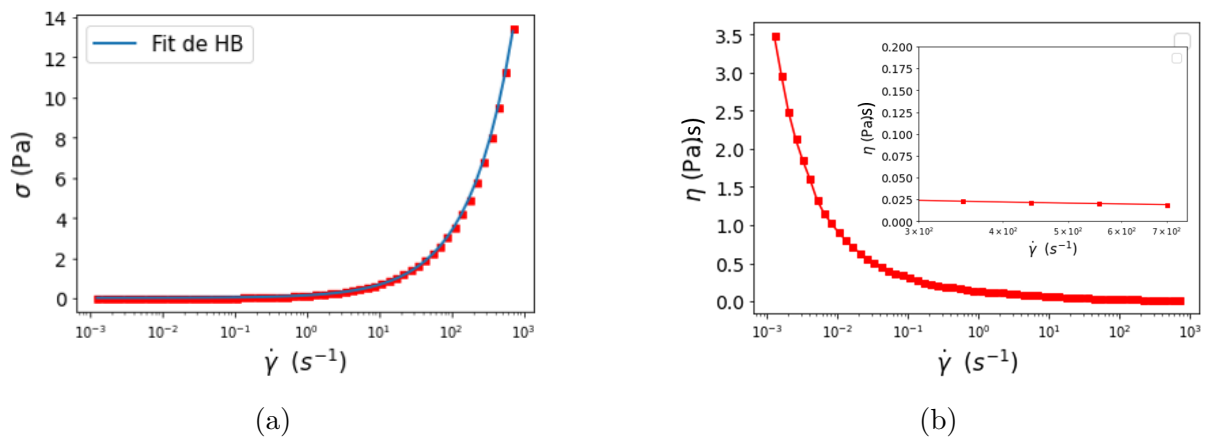 14
12
10
8
6
4
2
0
σ (Pa)
Fit de HB
10⁻³ 10⁻² 10⁻¹ 10⁰ 10¹ 10² 10³
γ̇ (s⁻¹)
(a)
3.5
3.0
2.5
2.0
1.5
1.0
0.5
0.0
η (Pa)s)
0.200
0.175
0.150
0.125
0.100
0.075
0.050
0.025
0.000
η (Pa)s)
3 × 10² 4 × 10² 5 × 10² 6 × 10² 7 × 10²
γ̇ (s⁻¹)
10⁻³ 10⁻² 10⁻¹ 10⁰ 10¹ 10² 10³
γ̇ (s⁻¹)
(b)